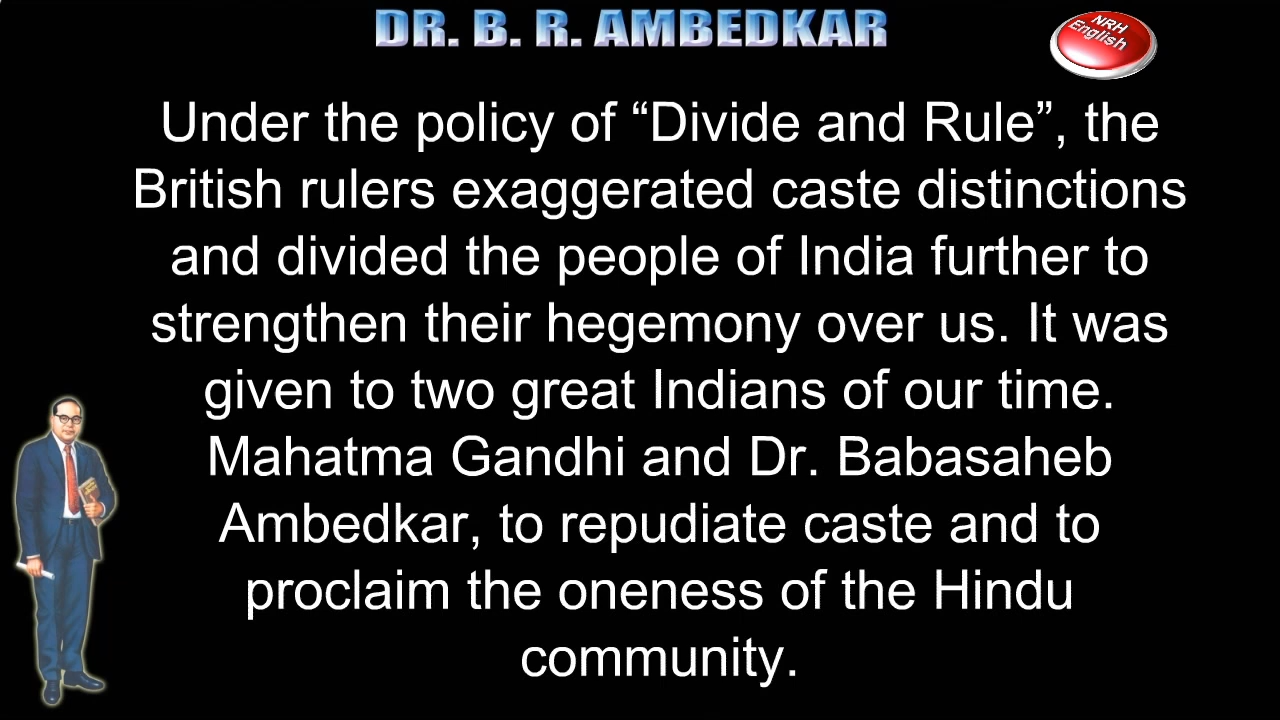 DR. B. R. AMBEDKAR
NRH
English
Under the policy of “Divide and Rule”, the
British rulers exaggerated caste distinctions
and divided the people of India further to
strengthen their hegemony over us. It was
given to two great Indians of our time.
Mahatma Gandhi and Dr. Babasaheb
Ambedkar, to repudiate caste and to
proclaim the oneness of the Hindu
community.